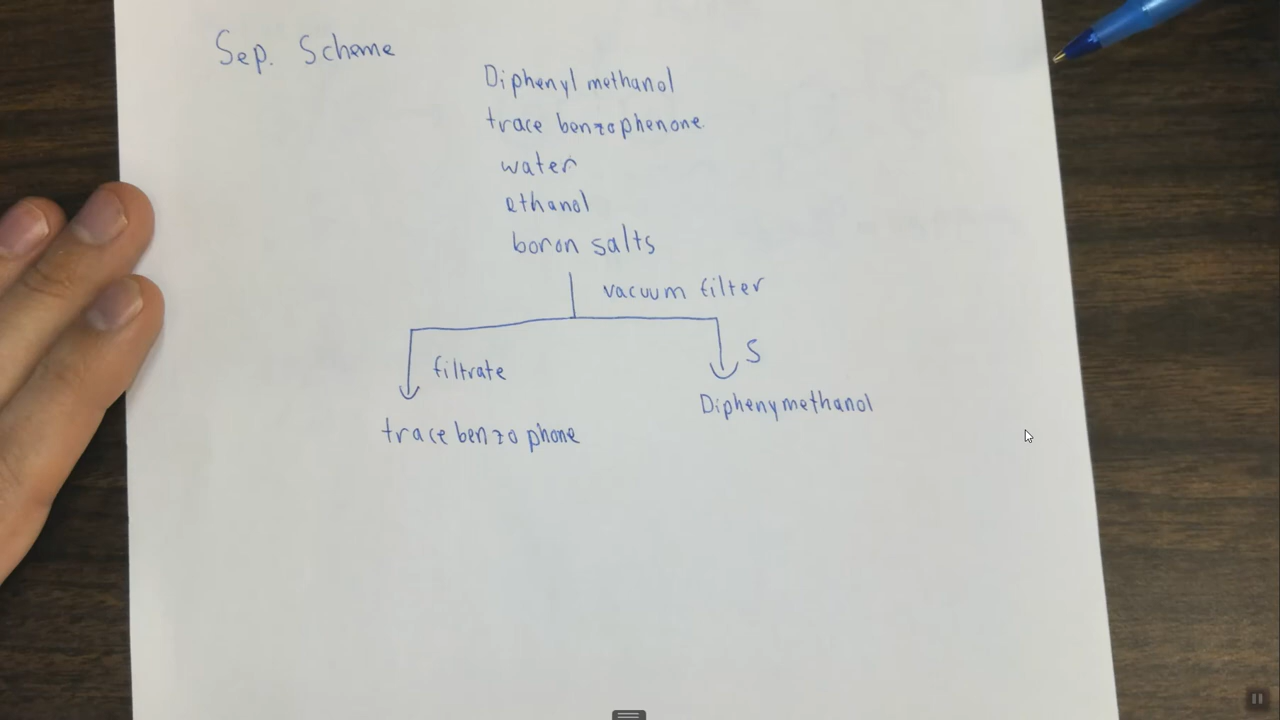 Sep. Scheme
Diphenyl methanol
trace benzophenone
water
ethanol
boron salts
vacuum filter
S
filtrate
Diphenymethanol
trace benzo phone